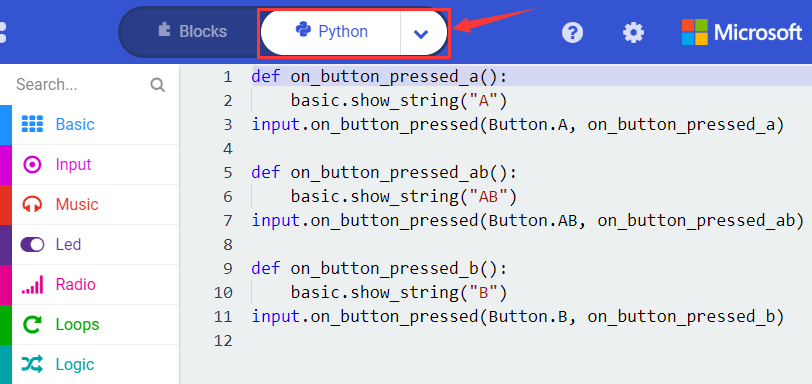 Blocks
Python
Microsoft
Search...
Basic
Input
Music
Led
Radio
Loops
Logic
1 def on_button_pressed_a():
2     basic.show_string("A")
3 input.on_button_pressed(Button.A, on_button_pressed_a)
4
5 def on_button_pressed_ab():
6     basic.show_string("AB")
7 input.on_button_pressed(Button.AB, on_button_pressed_ab)
8
9 def on_button_pressed_b():
10     basic.show_string("B")
11 input.on_button_pressed(Button.B, on_button_pressed_b)
12